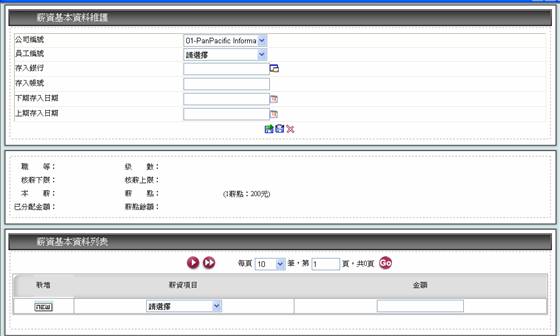 薪資基本資料維護
公司編號 01-PanPacific Informa
員工編號 請選擇
存入銀行
存入帳號
下期存入日期
上期存入日期
職 等： 級 數：
核薪下限： 核薪上限：
本 薪： 薪 點： (1薪點：200元)
已分配金額： 薪點餘額：
薪資基本資料列表
每頁 10 筆，第 1 頁，共0頁 Go
新增 薪資項目 金額
NEW 請選擇